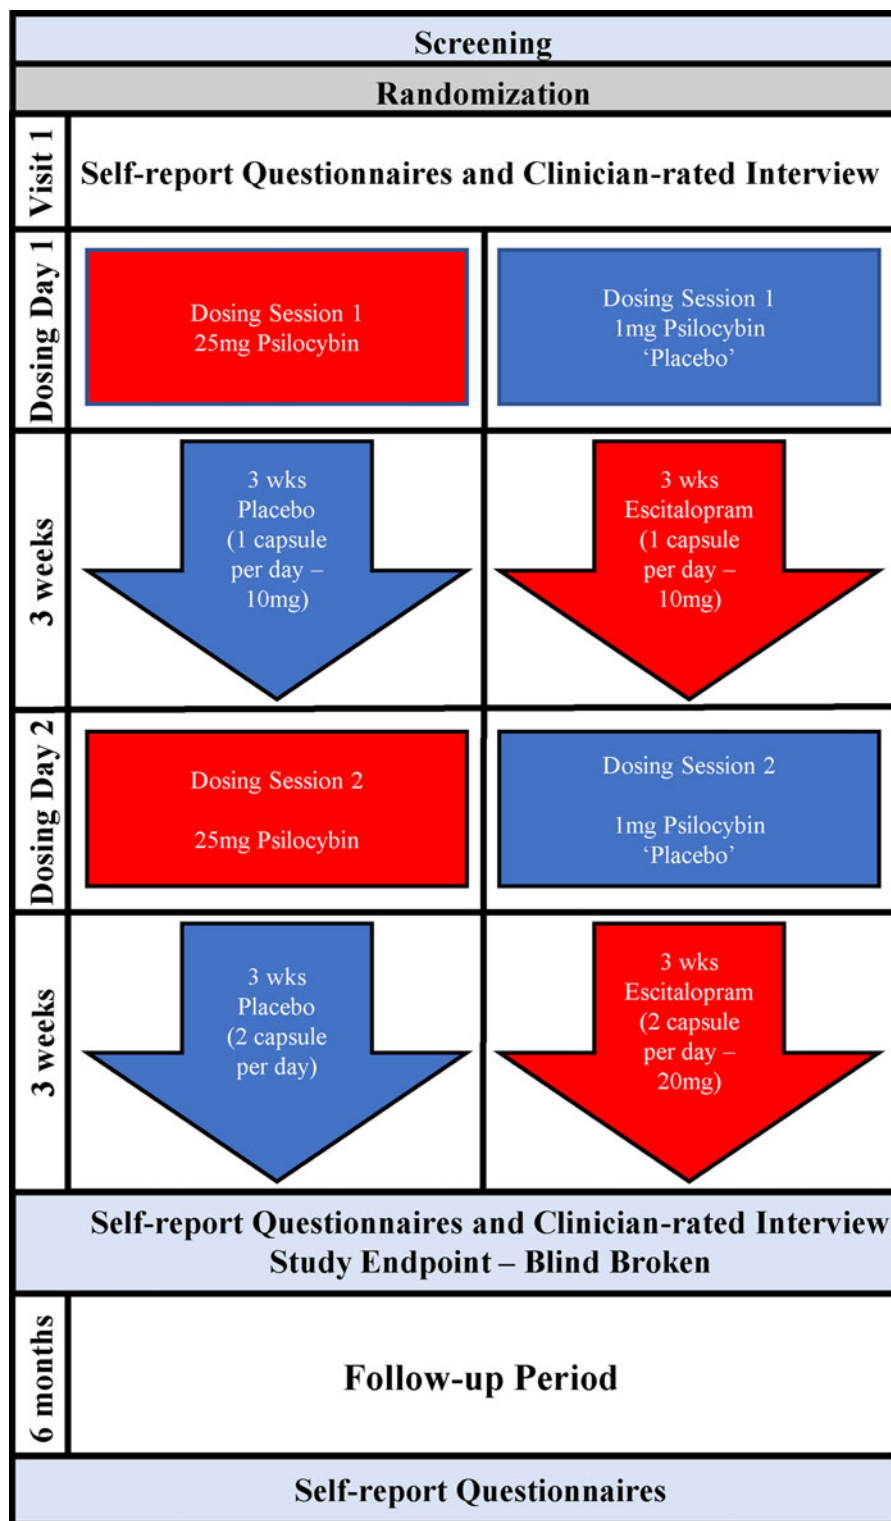 Screening
Randomization
Visit 1
Self-report Questionnaires and Clinician-rated Interview
Dosing Day 1
Dosing Session 1
25mg Psilocybin
Dosing Session 1
1mg Psilocybin
‘Placebo’
3 weeks
3 wks
Placebo
(1 capsule
per day –
10mg)
3 wks
Escitalopram
(1 capsule
per day –
10mg)
Dosing Day 2
Dosing Session 2
25mg Psilocybin
Dosing Session 2
1mg Psilocybin
‘Placebo’
3 weeks
3 wks
Placebo
(2 capsule
per day)
3 wks
Escitalopram
(2 capsule
per day –
20mg)
Self-report Questionnaires and Clinician-rated Interview
Study Endpoint – Blind Broken
6 months
Follow-up Period
Self-report Questionnaires